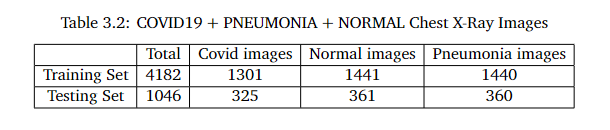 Table 3.2: COVID19 + PNEUMONIA + NORMAL Chest X-Ray Images
Total Covid images Normal images Pneumonia images
Training Set 4182 1301 1441 1440
Testing Set 1046 325 361 360